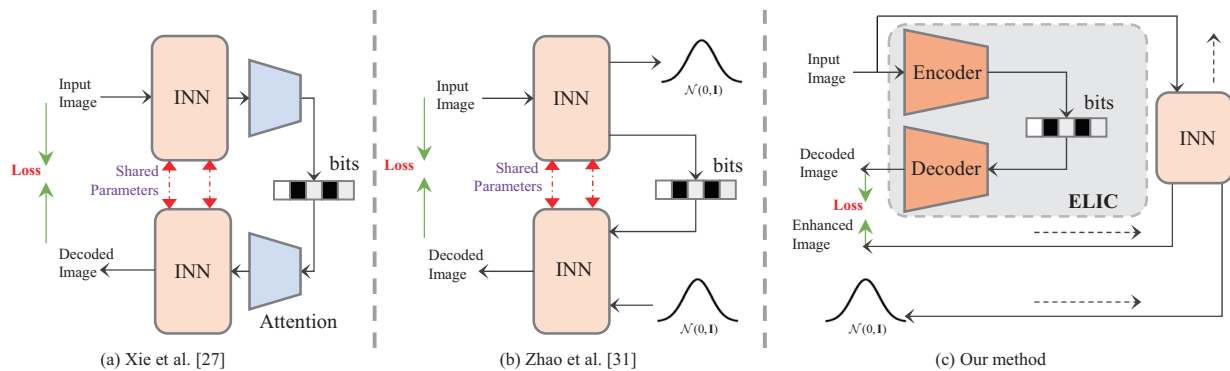 Input
Image
INN
Loss
Shared
Parameters
bits
Decoded
Image
INN
Attention
(a) Xie et al. [27]
Input
Image
INN
𝒩(0, I)
Loss
Shared
Parameters
bits
Decoded
Image
INN
𝒩(0, I)
(b) Zhao et al. [31]
Input
Image
Encoder
bits
INN
Decoded
Image
Decoder
Loss
ELIC
Enhanced
Image
𝒩(0, I)
(c) Our method